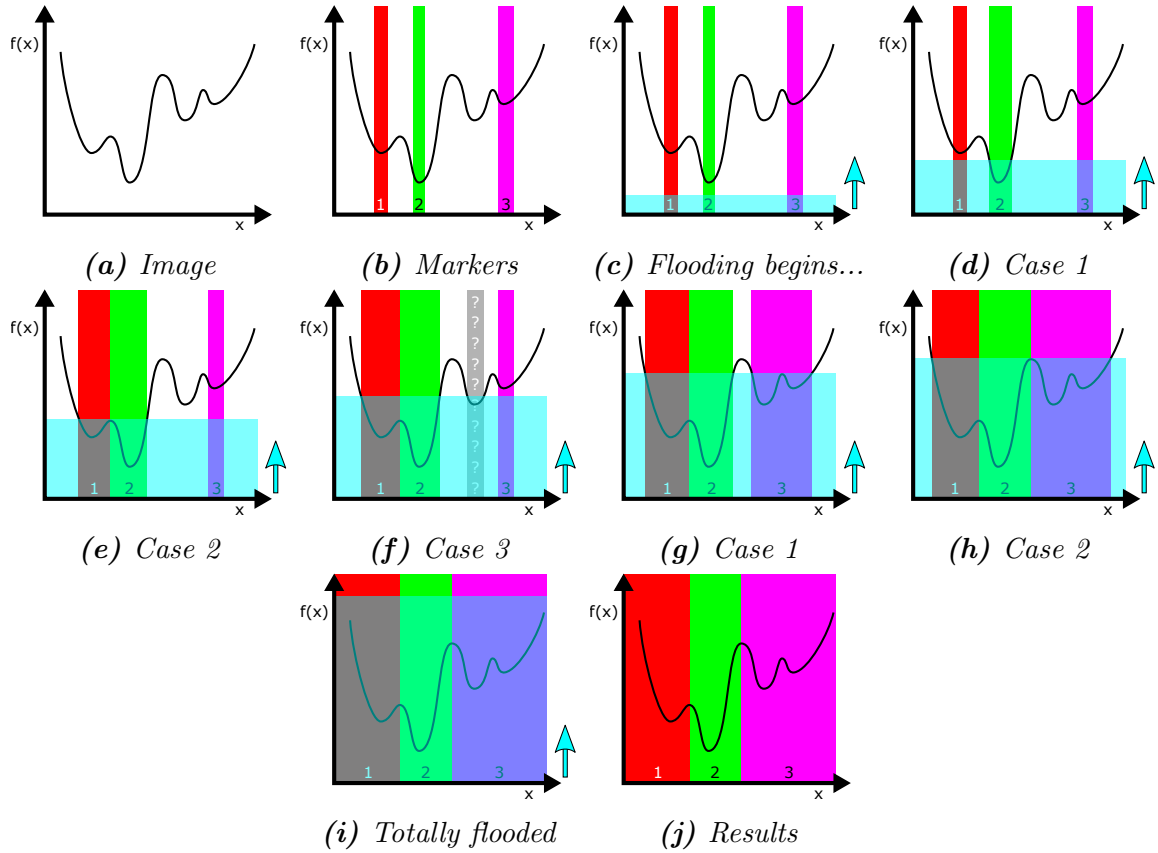 f(x)
x
(a) Image
f(x)
1 2 3
x
(b) Markers
f(x)
1 2 3
x
(c) Flooding begins...
f(x)
1 2 3
x
(d) Case 1
f(x)
1 2 3
x
(e) Case 2
f(x)
?
?
?
?
?
?
?
?
?
?
?
1 2 ? 3
x
(f) Case 3
f(x)
1 2 3
x
(g) Case 1
f(x)
1 2 3
x
(h) Case 2
f(x)
1 2 3
x
(i) Totally flooded
f(x)
1 2 3
x
(j) Results